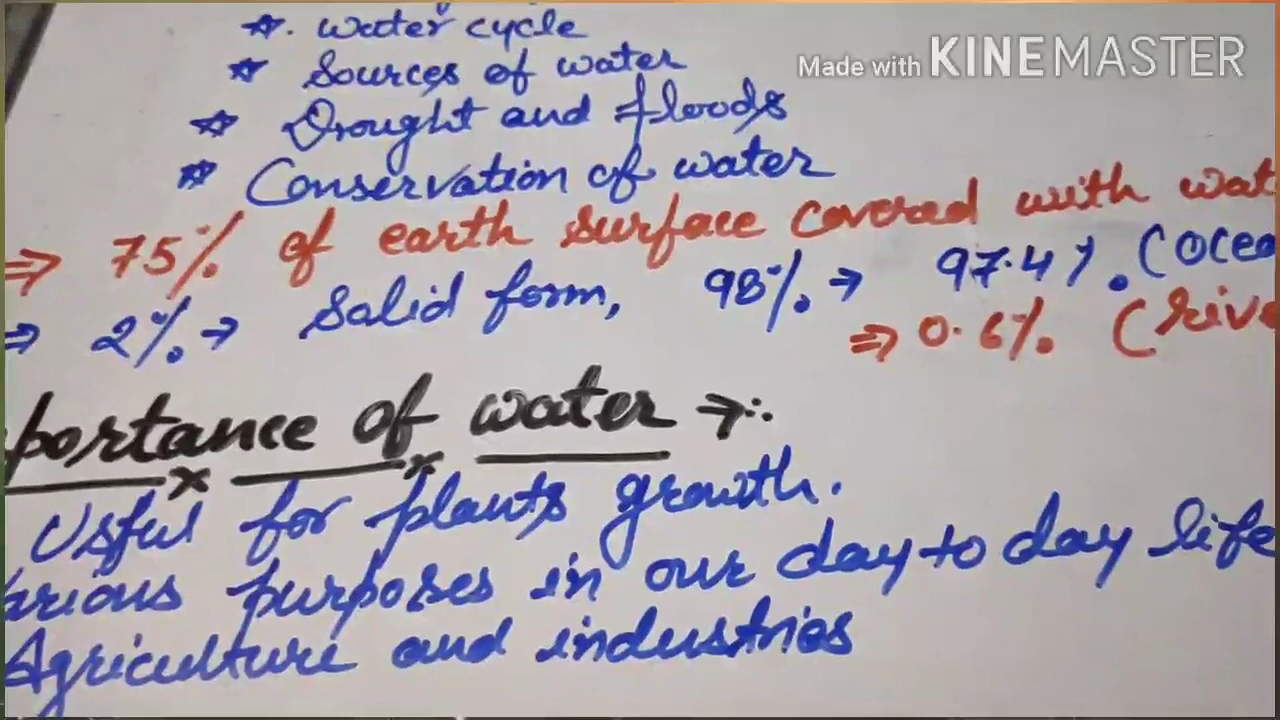 ☆. water cycle
Made with KINEMASTER
☆ Sources of water
☆ Drought and floods
☆ Conservation of water
⇒ 75% of earth surface covered with wat
⇒ 2% → Solid form, 98% → 97.4%. (Ocea
⇒ 0.6% (rive
portance of water →∴
Usful for plants growth.
arious purposes in our day to day life
Agriculture and industries